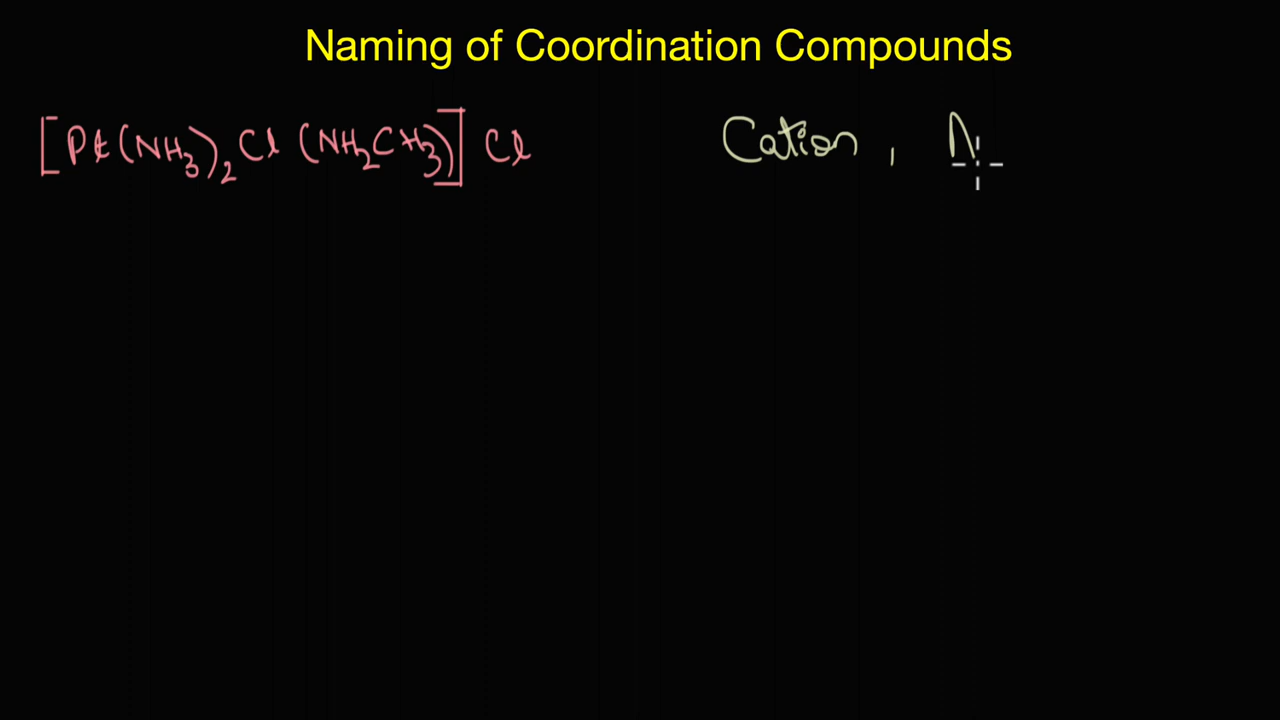 Naming of Coordination Compounds
[Pt(NH₃)₂Cl(NH₂CH₃)]Cl Cation,